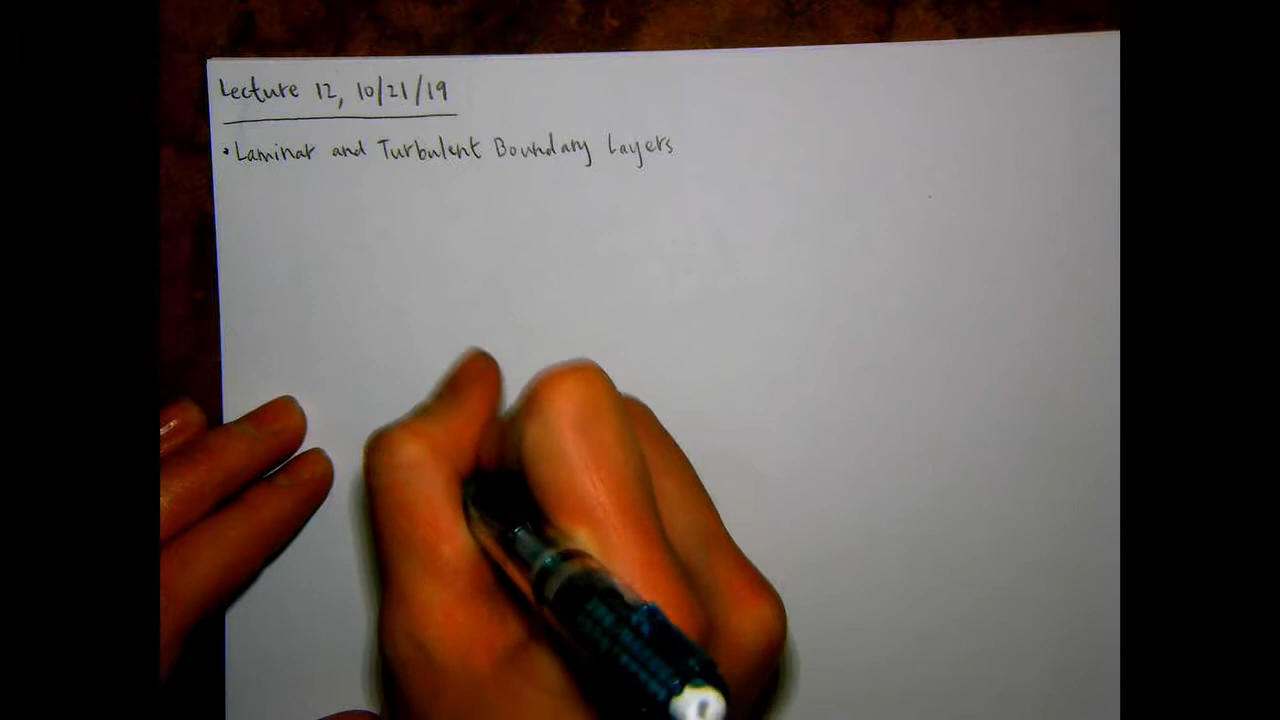 Lecture 12, 10/21/19
• Laminar and Turbulent Boundary Layers